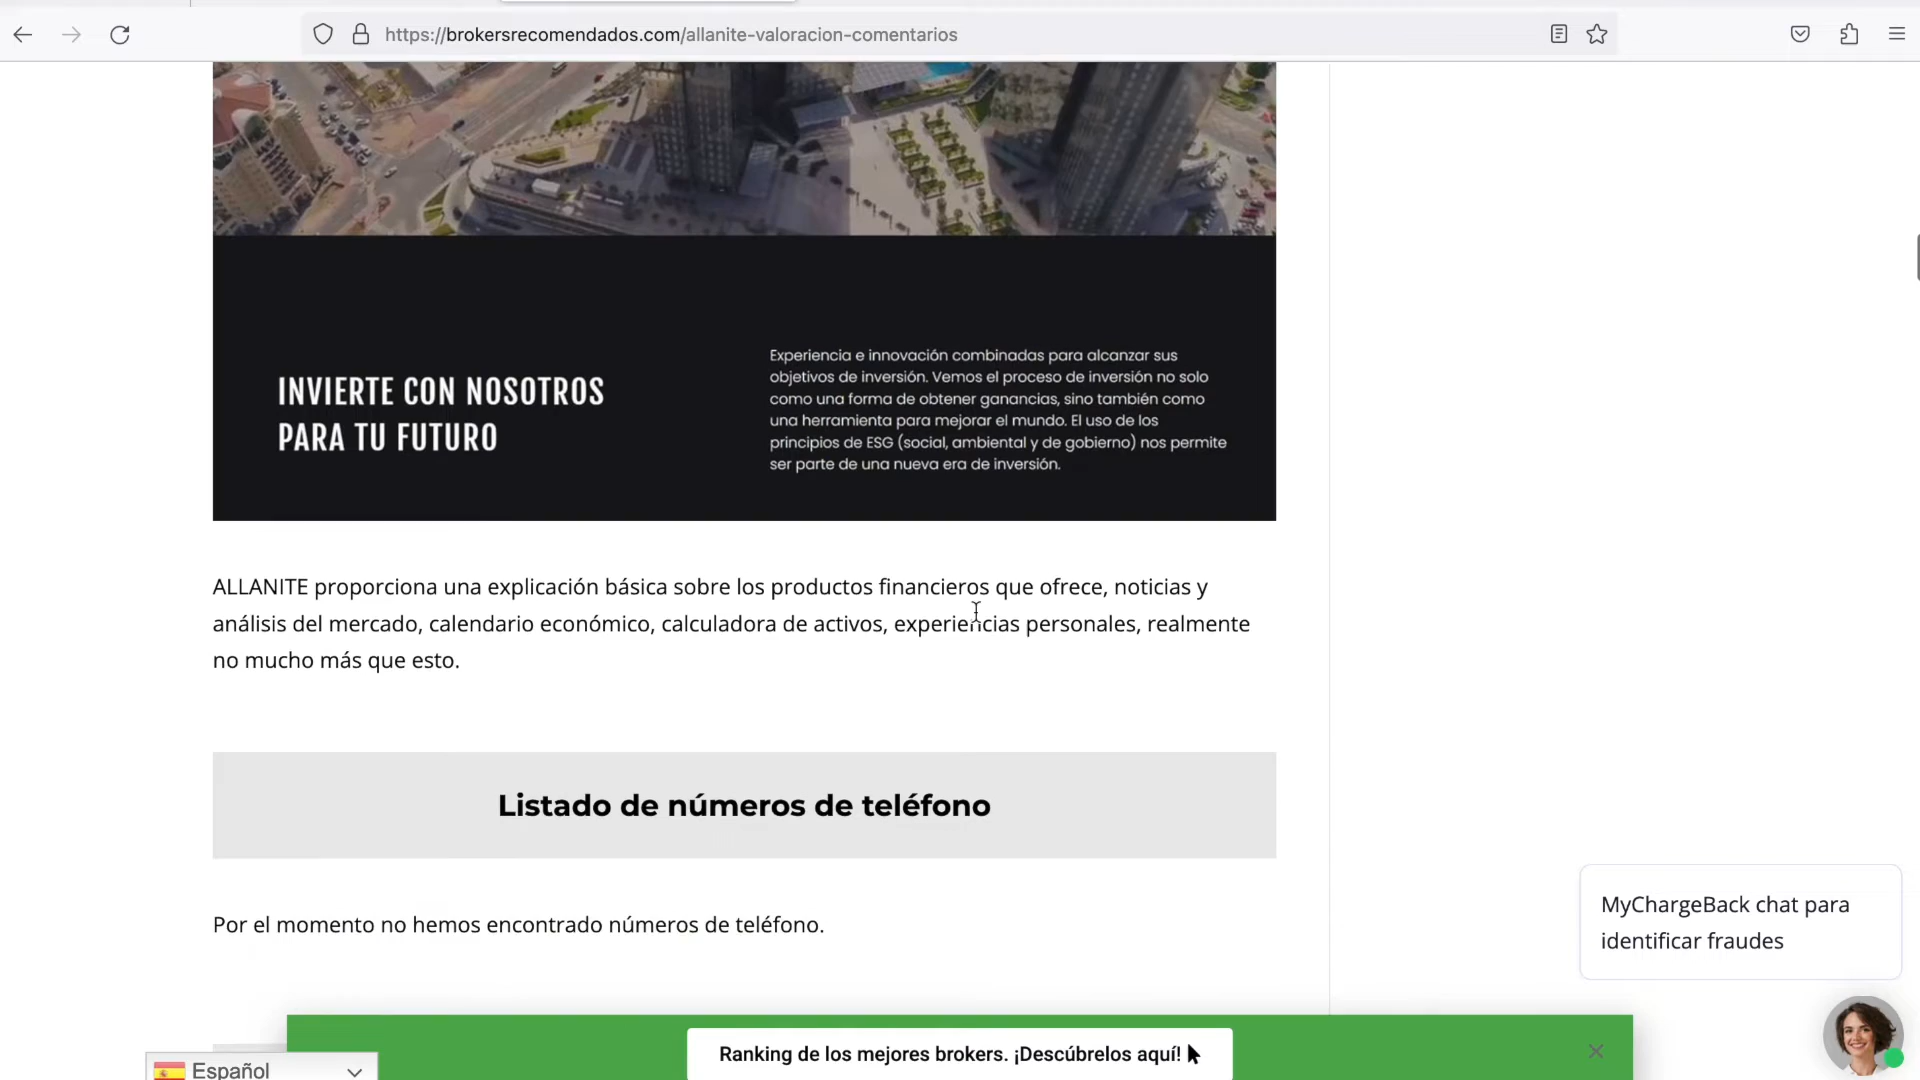 https://brokersrecomendados.com/allanite-valoracion-comentarios
INVIERTE CON NOSOTROS
PARA TU FUTURO
Experiencia e innovación combinadas para alcanzar sus
objetivos de inversión. Vemos el proceso de inversión no solo
como una forma de obtener ganancias, sino también como
una herramienta para mejorar el mundo. El uso de los
principios de ESG (social, ambiental y de gobierno) nos permite
ser parte de una nueva era de inversión.
ALLANITE proporciona una explicación básica sobre los productos financieros que ofrece, noticias y
análisis del mercado, calendario económico, calculadora de activos, experiencias personales, realmente
no mucho más que esto.
Listado de números de teléfono
Por el momento no hemos encontrado números de teléfono.
MyChargeBack chat para
identificar fraudes
Ranking de los mejores brokers. ¡Descúbrelos aquí!
Español